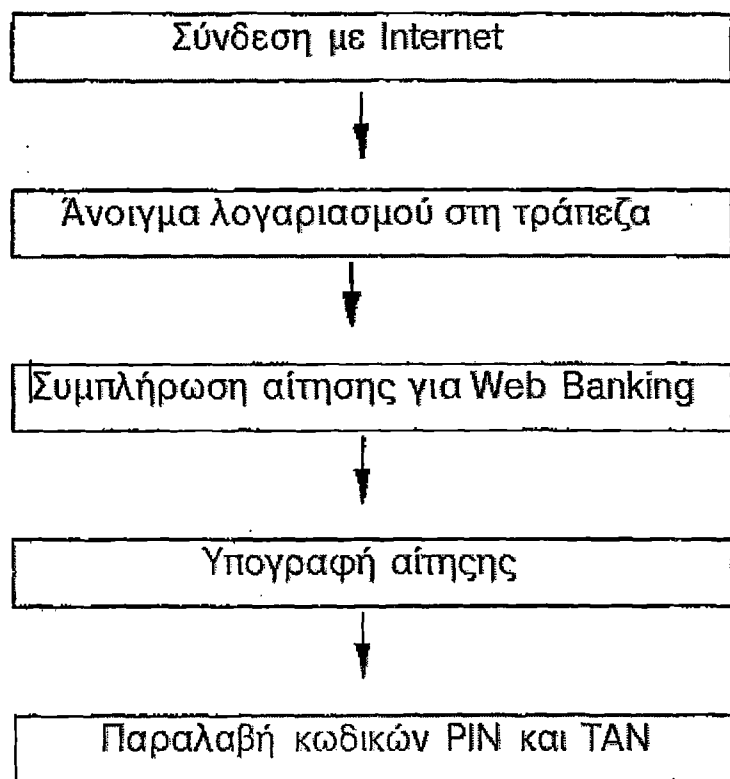 Σύνδεση με Internet
Άνοιγμα λογαριασμού στη τράπεζα
Συμπλήρωση αίτησης για Web Banking
Υπογραφή αίτηςης
Παραλαβή κωδικών PIN και TAN